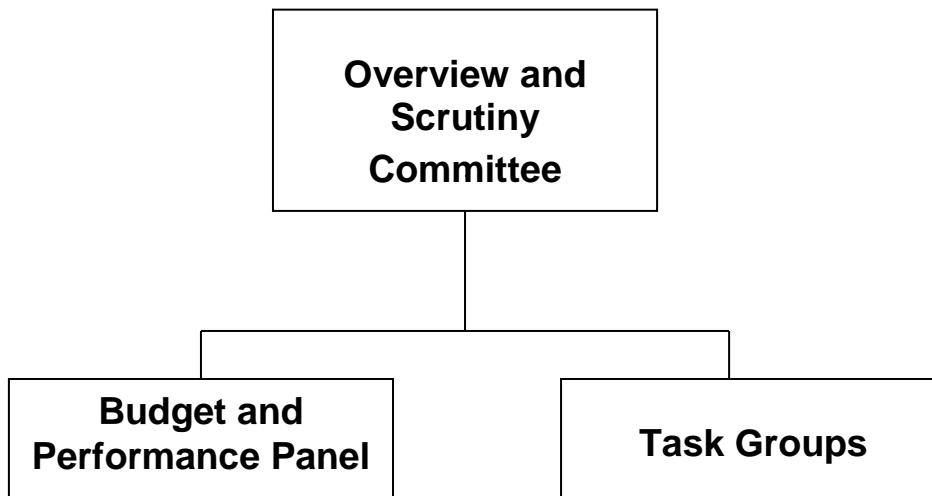 Overview and
Scrutiny
Committee
Budget and
Performance Panel
Task Groups